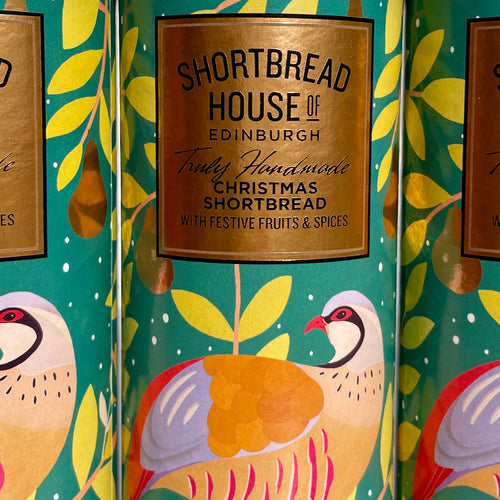 SHORTBREAD
HOUSE OF
EDINBURGH
Truly Handmade
CHRISTMAS
SHORTBREAD
WITH FESTIVE FRUITS & SPICES